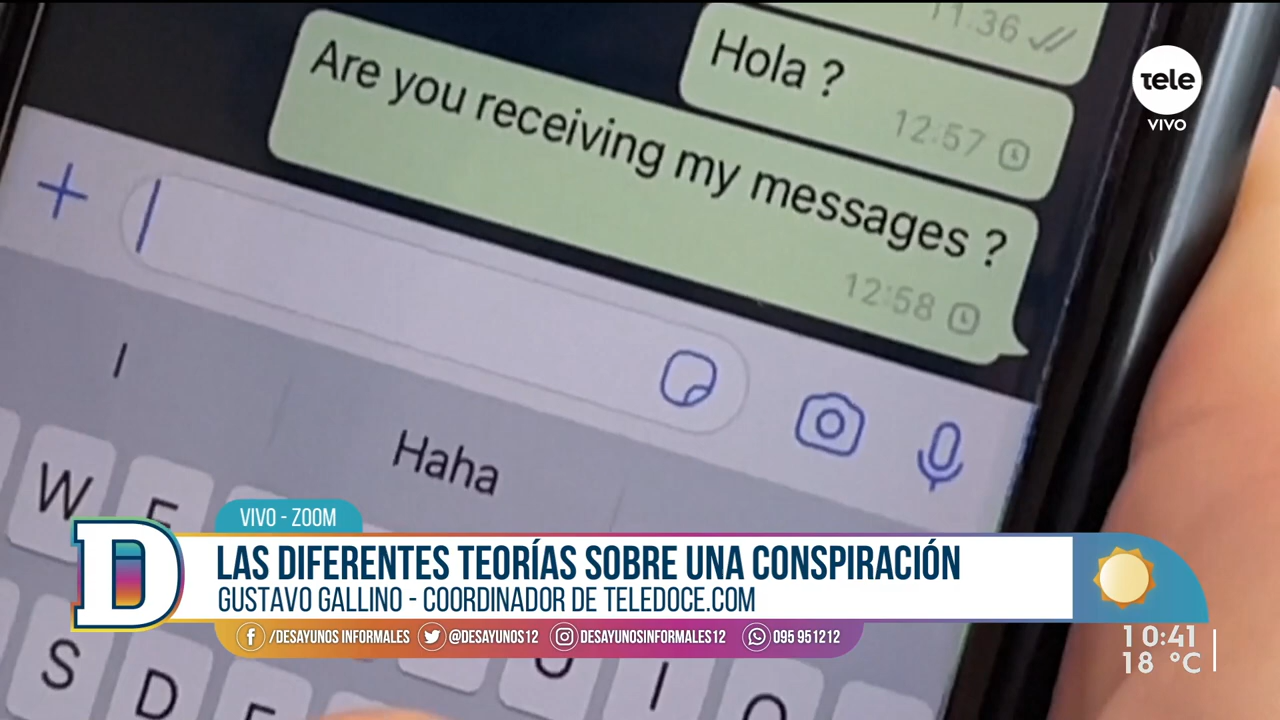 11:36
Hola ?
12:57
Are you receiving my messages ?
12:58
tele
VIVO
I
Haha
W E
S D F
U I O
VIVO - ZOOM
D
LAS DIFERENTES TEORÍAS SOBRE UNA CONSPIRACIÓN
GUSTAVO GALLINO - COORDINADOR DE TELEDOCE.COM
/DESAYUNOS INFORMALES @DESAYUNOS12 DESAYUNOSINFORMALES12 095 951212
10:41
18 °C